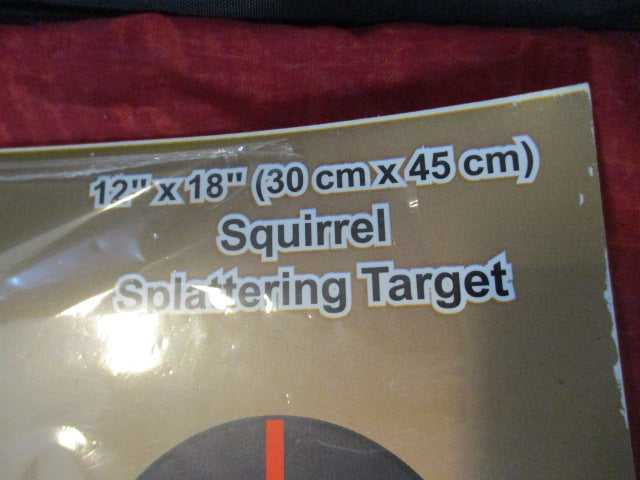 12" x 18" (30 cm x 45 cm)
Squirrel
Splattering Target